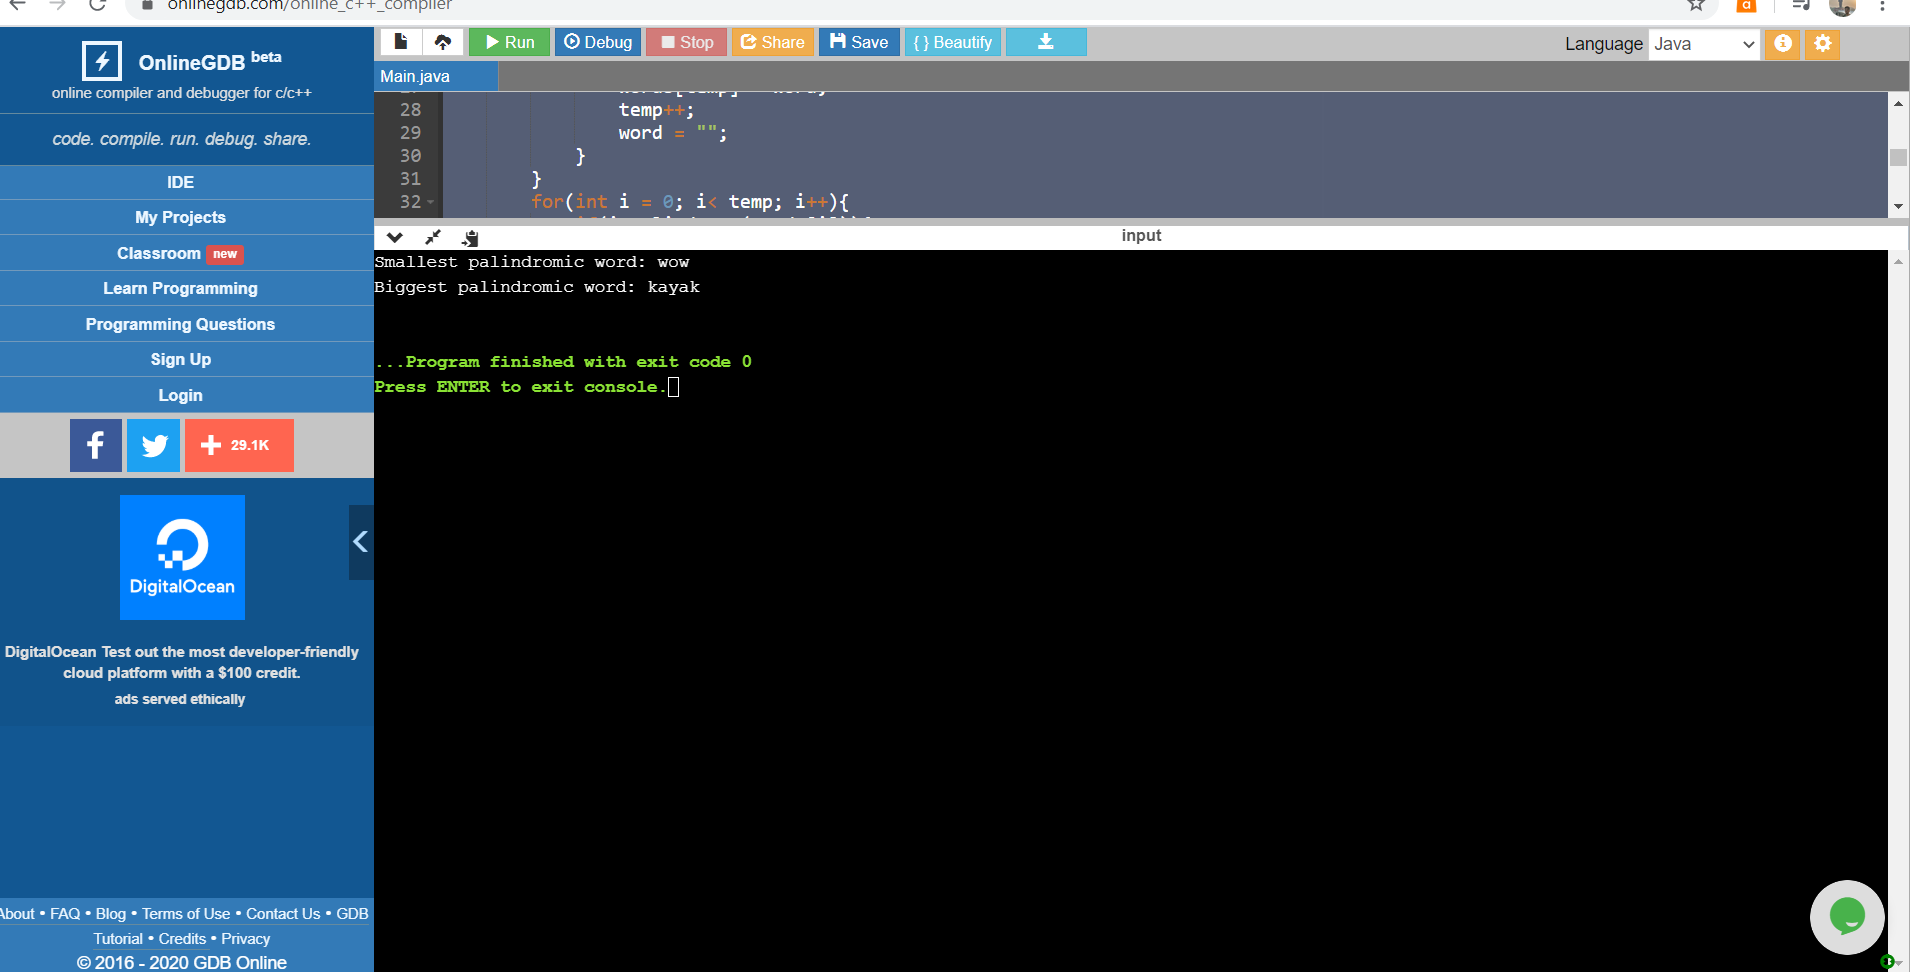 onlinegdb.com/online_c++_compiler
OnlineGDB beta
online compiler and debugger for c/c++
code. compile. run. debug. share.
IDE
My Projects
Classroom new
Learn Programming
Programming Questions
Sign Up
Login
29.1K
DigitalOcean
DigitalOcean Test out the most developer-friendly
cloud platform with a $100 credit.
ads served ethically
About • FAQ • Blog • Terms of Use • Contact Us • GDB
Tutorial • Credits • Privacy
© 2016 - 2020 GDB Online
Run Debug Stop Share Save { } Beautify
Language Java
Main.java
28 temp++;
29 word = "";
30 }
31 }
32 for(int i = 0; i< temp; i++){
input
Smallest palindromic word: wow
Biggest palindromic word: kayak
...Program finished with exit code 0
Press ENTER to exit console.